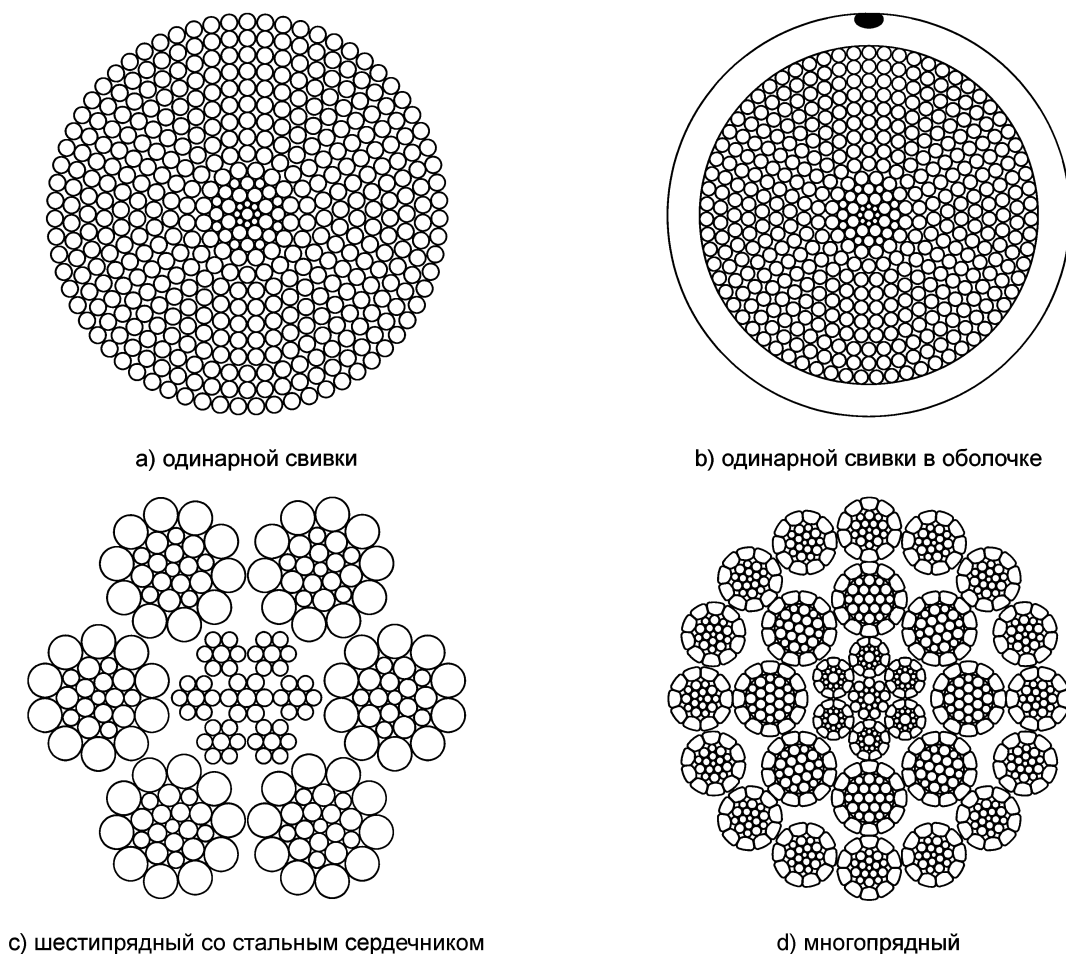 a) одинарной свивки
b) одинарной свивки в оболочке
c) шестипрядный со стальным сердечником
d) многопрядный